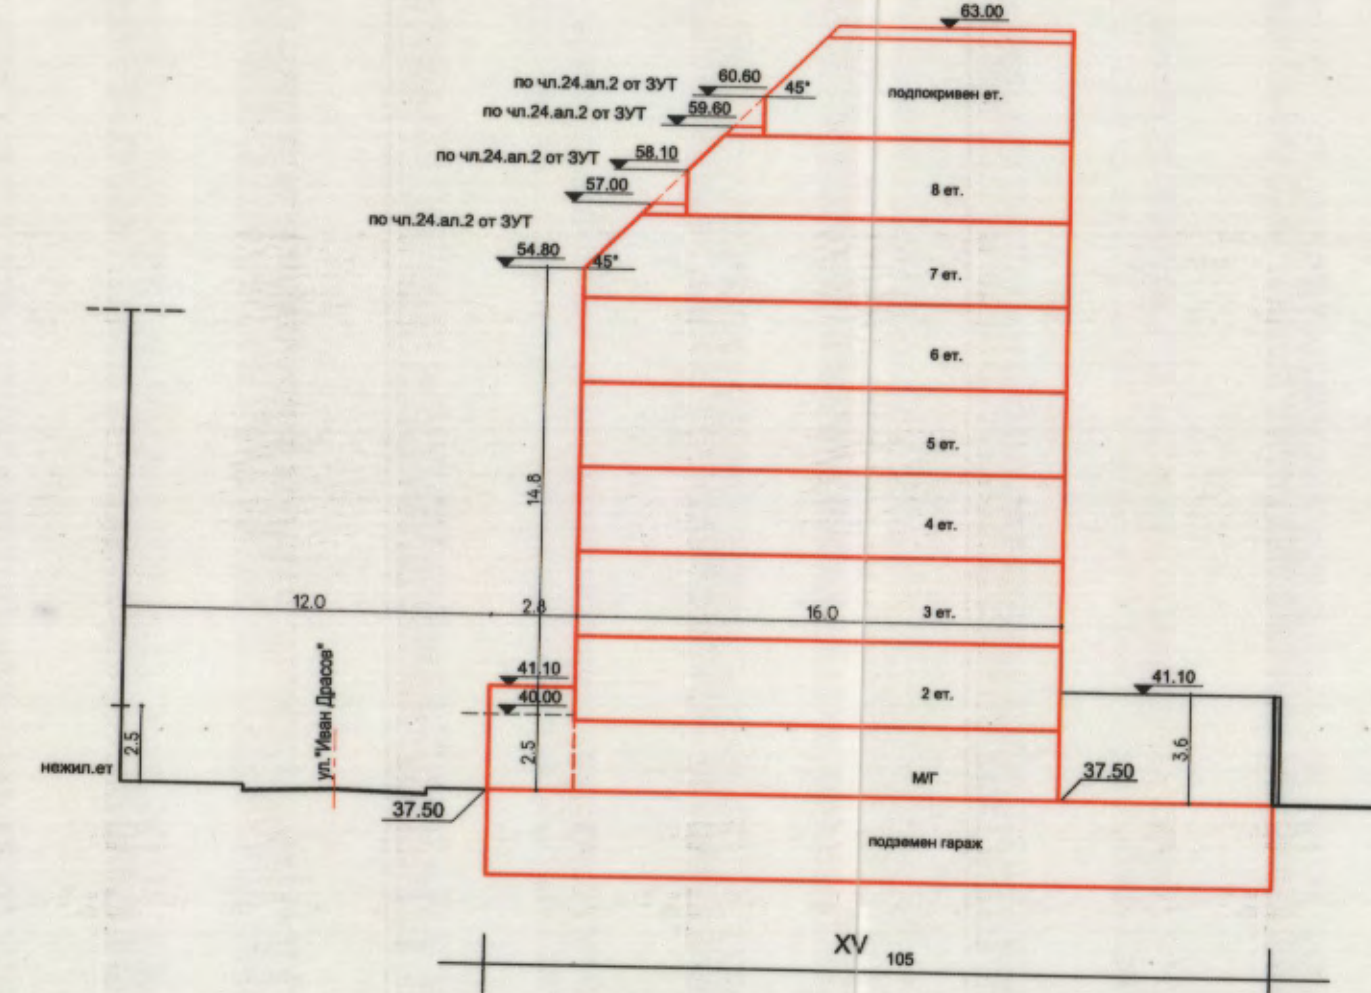 63.00
по чл.24.ал.2 от ЗУТ 60.60 45°
подпокривен ет.
по чл.24.ал.2 от ЗУТ 59.60
по чл.24.ал.2 от ЗУТ 58.10
57.00
8 ет.
по чл.24.ал.2 от ЗУТ
54.80 45°
7 ет.
6 ет.
5 ет.
14.8
4 ет.
12.0 2.8 16.0 3 ет.
ул."Иван Драсов"
41.10
41.10
40.00
2 ет.
2.5
2.5
3.6
нежил.ет
М/Г
37.50
37.50
подземен гараж
XV
105